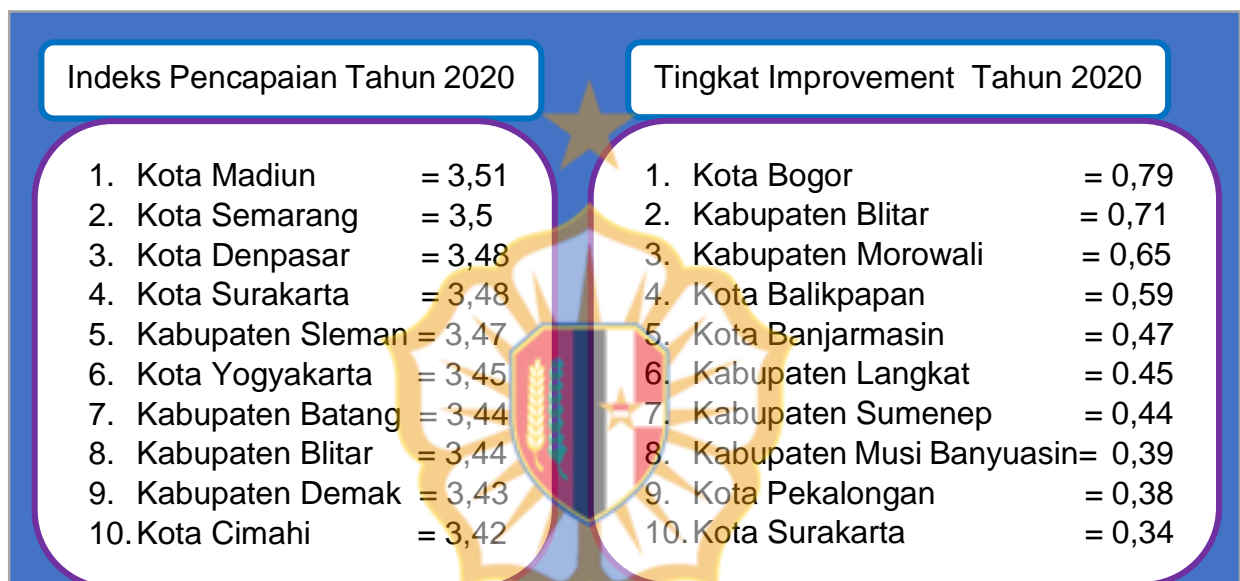 Indeks Pencapaian Tahun 2020
1. Kota Madiun = 3,51
2. Kota Semarang = 3,5
3. Kota Denpasar = 3,48
4. Kota Surakarta = 3,48
5. Kabupaten Sleman = 3,47
6. Kota Yogyakarta = 3,45
7. Kabupaten Batang = 3,44
8. Kabupaten Blitar = 3,44
9. Kabupaten Demak = 3,43
10. Kota Cimahi = 3,42
Tingkat Improvement Tahun 2020
1. Kota Bogor = 0,79
2. Kabupaten Blitar = 0,71
3. Kabupaten Morowali = 0,65
4. Kota Balikpapan = 0,59
5. Kota Banjarmasin = 0,47
6. Kabupaten Langkat = 0.45
7. Kabupaten Sumenep = 0,44
8. Kabupaten Musi Banyuasin= 0,39
9. Kota Pekalongan = 0,38
10. Kota Surakarta = 0,34